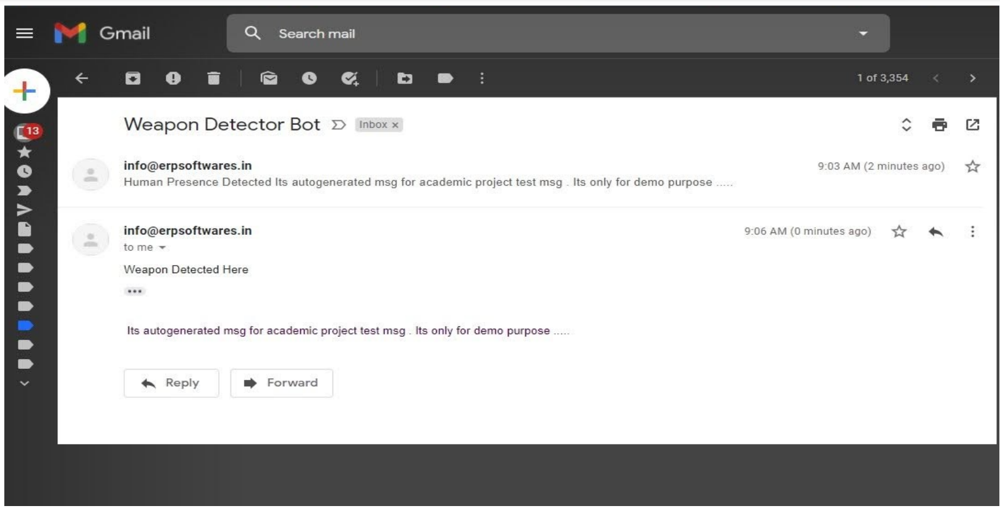 Gmail
Search mail
1 of 3,354
13
Weapon Detector Bot Inbox x
info@erpsoftwares.in 9:03 AM (2 minutes ago)
Human Presence Detected Its autogenerated msg for academic project test msg . Its only for demo purpose .....
info@erpsoftwares.in 9:06 AM (0 minutes ago)
to me
Weapon Detected Here
Its autogenerated msg for academic project test msg . Its only for demo purpose .....
Reply Forward